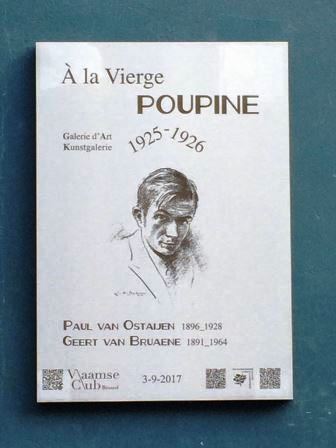 À la Vierge
POUPINE
Galerie d'Art
Kunstgalerie
1925-1926
PAUL VAN OSTAIJEN 1896_1928
GEERT VAN BRUAENE 1891_1964
Vlaamse
Club Brussel
3-9-2017